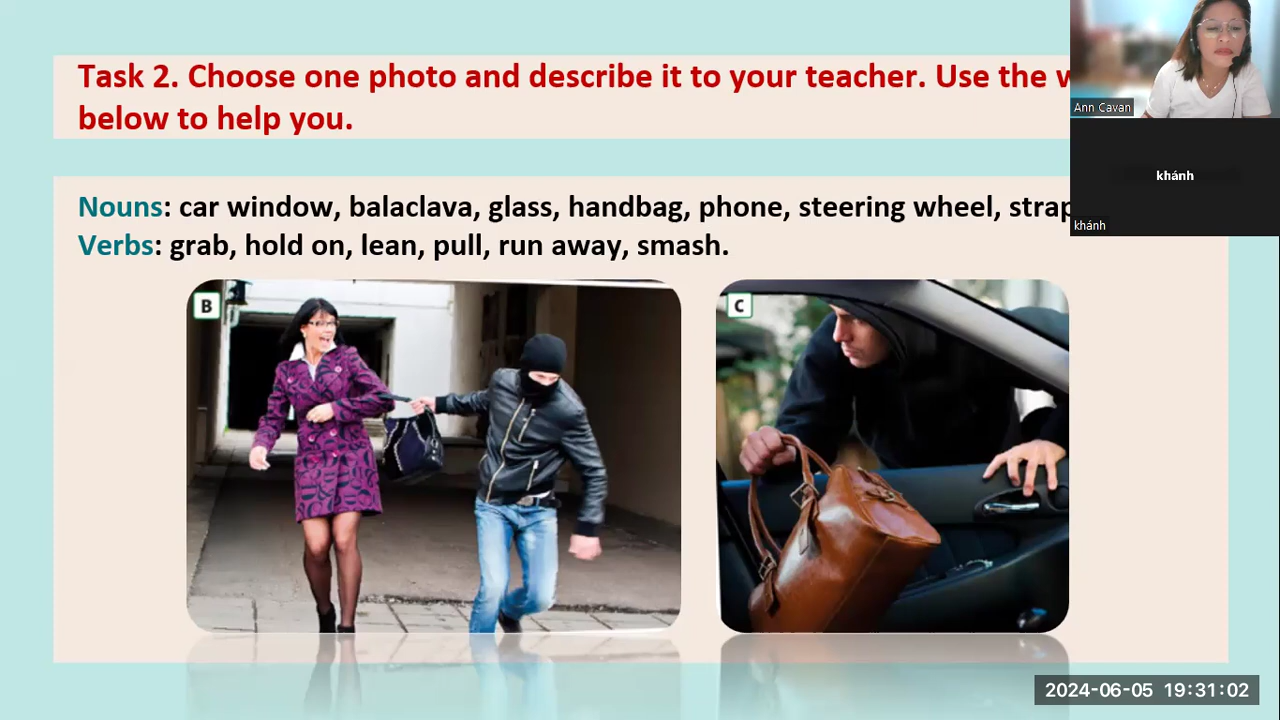 Task 2. Choose one photo and describe it to your teacher. Use the
below to help you.
Nouns: car window, balaclava, glass, handbag, phone, steering wheel, strap
Verbs: grab, hold on, lean, pull, run away, smash.
B
C
Ann Cavan
khánh
khánh
2024-06-05 19:31:02